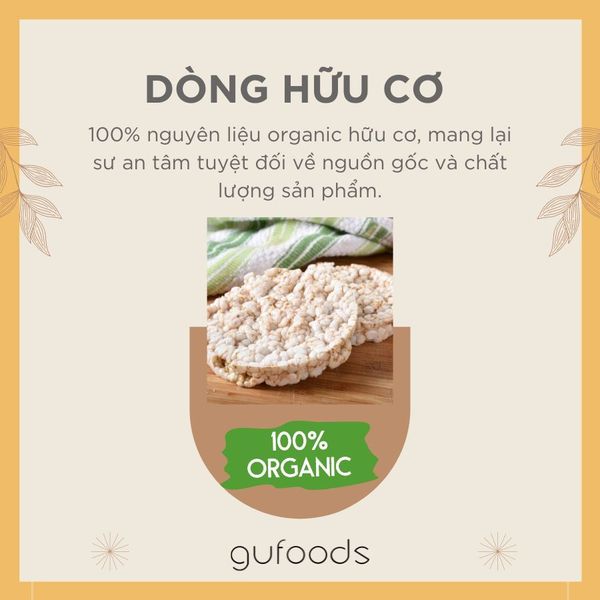 DÒNG HỮU CƠ
100% nguyên liệu organic hữu cơ, mang lại
sư an tâm tuyệt đối về nguồn gốc và chất
lượng sản phẩm.
100%
ORGANIC
gufoods